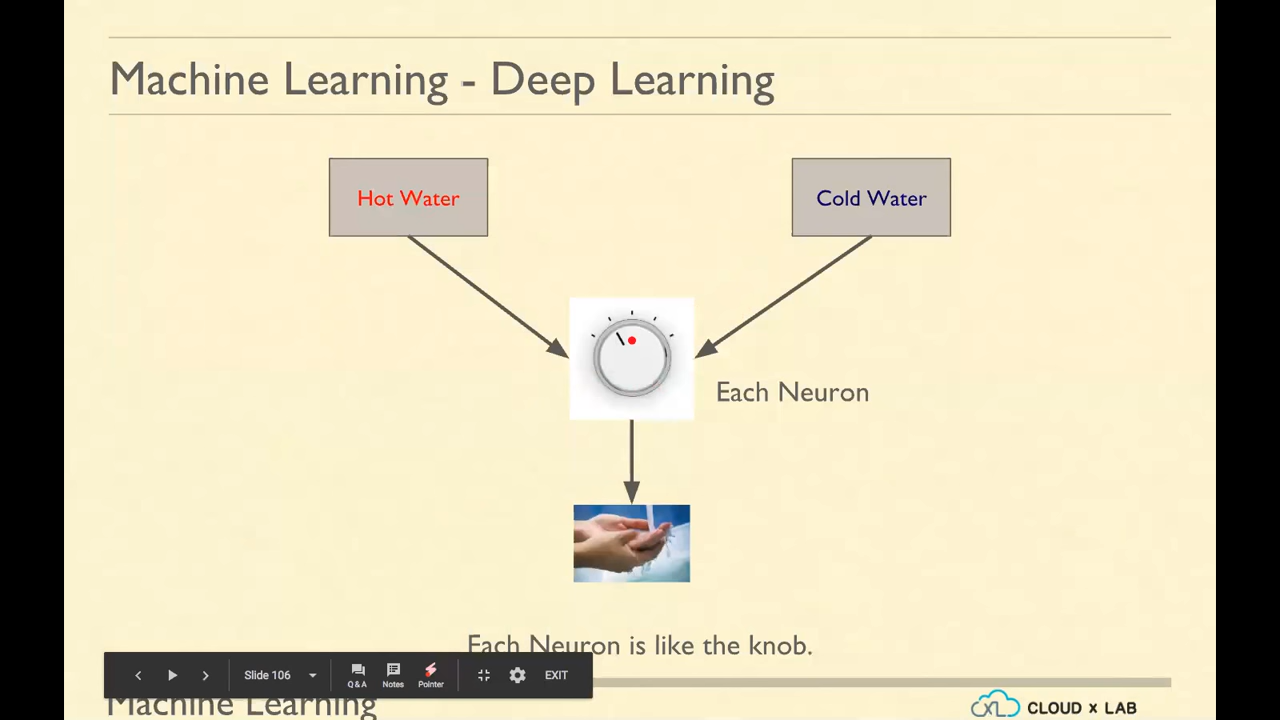 Machine Learning - Deep Learning
Hot Water
Cold Water
Each Neuron
Each Neuron is like the knob.
Slide 106
Q & A
Notes
Pointer
EXIT
Machine Learning
XL CLOUD x LAB